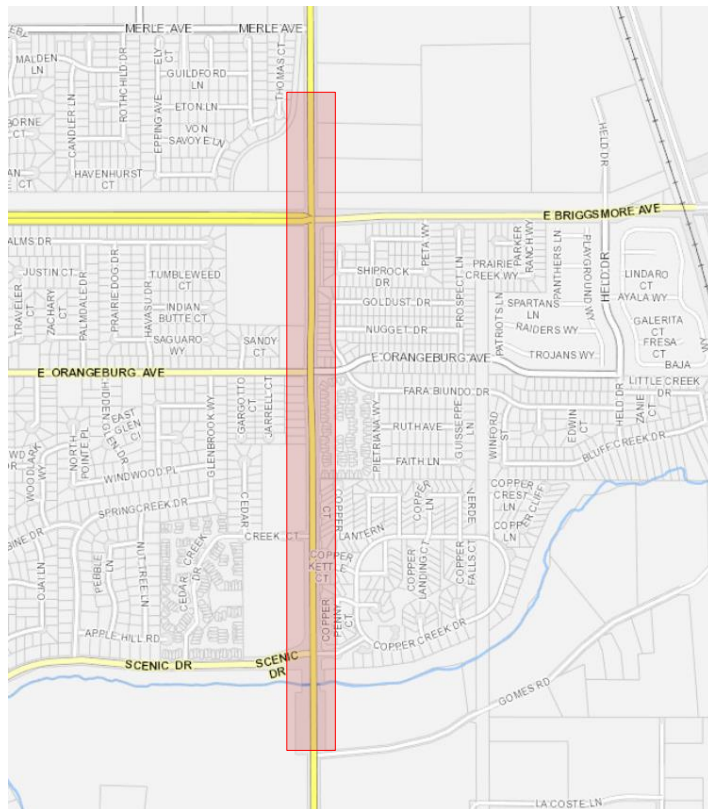 MERLE AVE
MERLE AVE
MALDEN
LN
ROTHCHILD DR
EPPING AVE
ELY
CT
GUILDFORD
LN
THOMAS CT
ETON LN
VON
SAVOYE LN
CANDLER LN
ORNE
CT
HAVENHURST
CT
AN
CT
HELD DR
E BRIGGSMORE AVE
ALMS DR
JUSTIN CT
TRAVELER
CT
ZACHARY
CT
PALMDALE DR
PRAIRIE DOG DR
HAVASU DR
TUMBLEWEED
CT
INDIAN
BUTTE CT
SAGUARO
WY
SANDY
CT
PETA WY
SHIPROCK
DR
GOLDUST DR
NUGGET DR
PROSPECT LN
PRAIRIE
CREEK WY
PARKER
RANCH WY
PANTHERS LN
PLAYGROUND WY
HELD DR
PATRIOTS LN
SPARTANS
LN
RAIDERS WY
TROJANS WY
LINDARO
CT
AYALA WY
GALERITA
CT
FRESA
CT
BAJA
E ORANGEBURG AVE
E ORANGEBURG AVE
LITTLE CREEK
DR
FARA BIUNDO DR
HELD DR
ZANIE
CT
EDWIN
CT
BLUFF CREEK DR
WINFORD
ST
GUISSEPPE
LN
PIETRIANA WY
RUTH AVE
FAITH LN
GARGOTTO
CT
JARRELL CT
HIDDEN
GLEN DR
EAST
GLEN
CI
GLENBROOK WY
NORTH
POINTE PL
WOODLARK
WY
WD
DR
WINDWOOD PL
SPRINGCREEK DR
CEDAR
CREEK CT
BINE DR
OJAI LN
PEBBLE
LN
NUT TREE LN
CEDAR
CREEK
DR
APPLE HILL RD
COPPER
CT
LANTERN
COPPER
KETTLE
CT
COPPER
PENNY
CT
COPPER
LN
COPPER
LANDING CT
VERDE
COPPER
FALLS CT
COPPER
CREST LN
COPPER CLIFF
LN
COPPER CREEK DR
SCENIC DR
SCENIC
DR
GOMES RD
LA COSTE LN